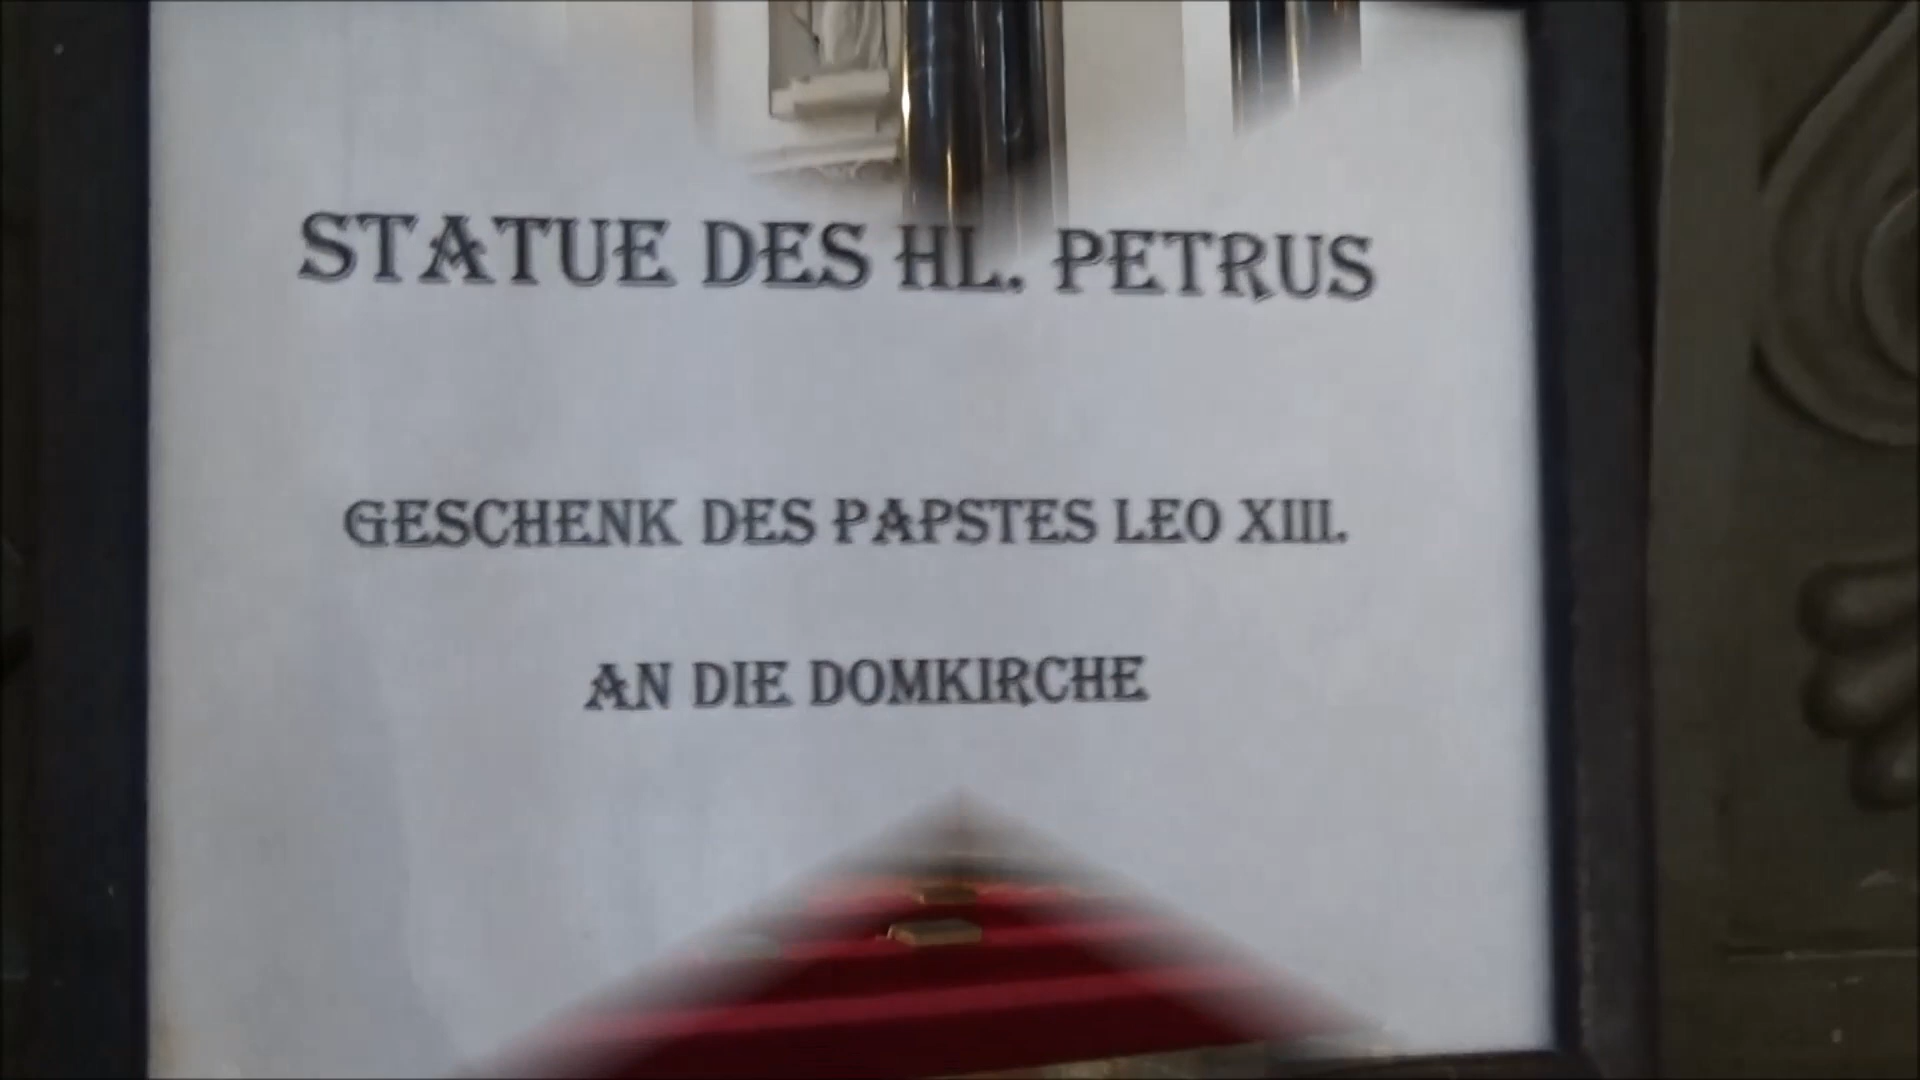 STATUE DES HL. PETRUS
GESCHENK DES PAPSTES LEO XIII.
AN DIE DOMKIRCHE